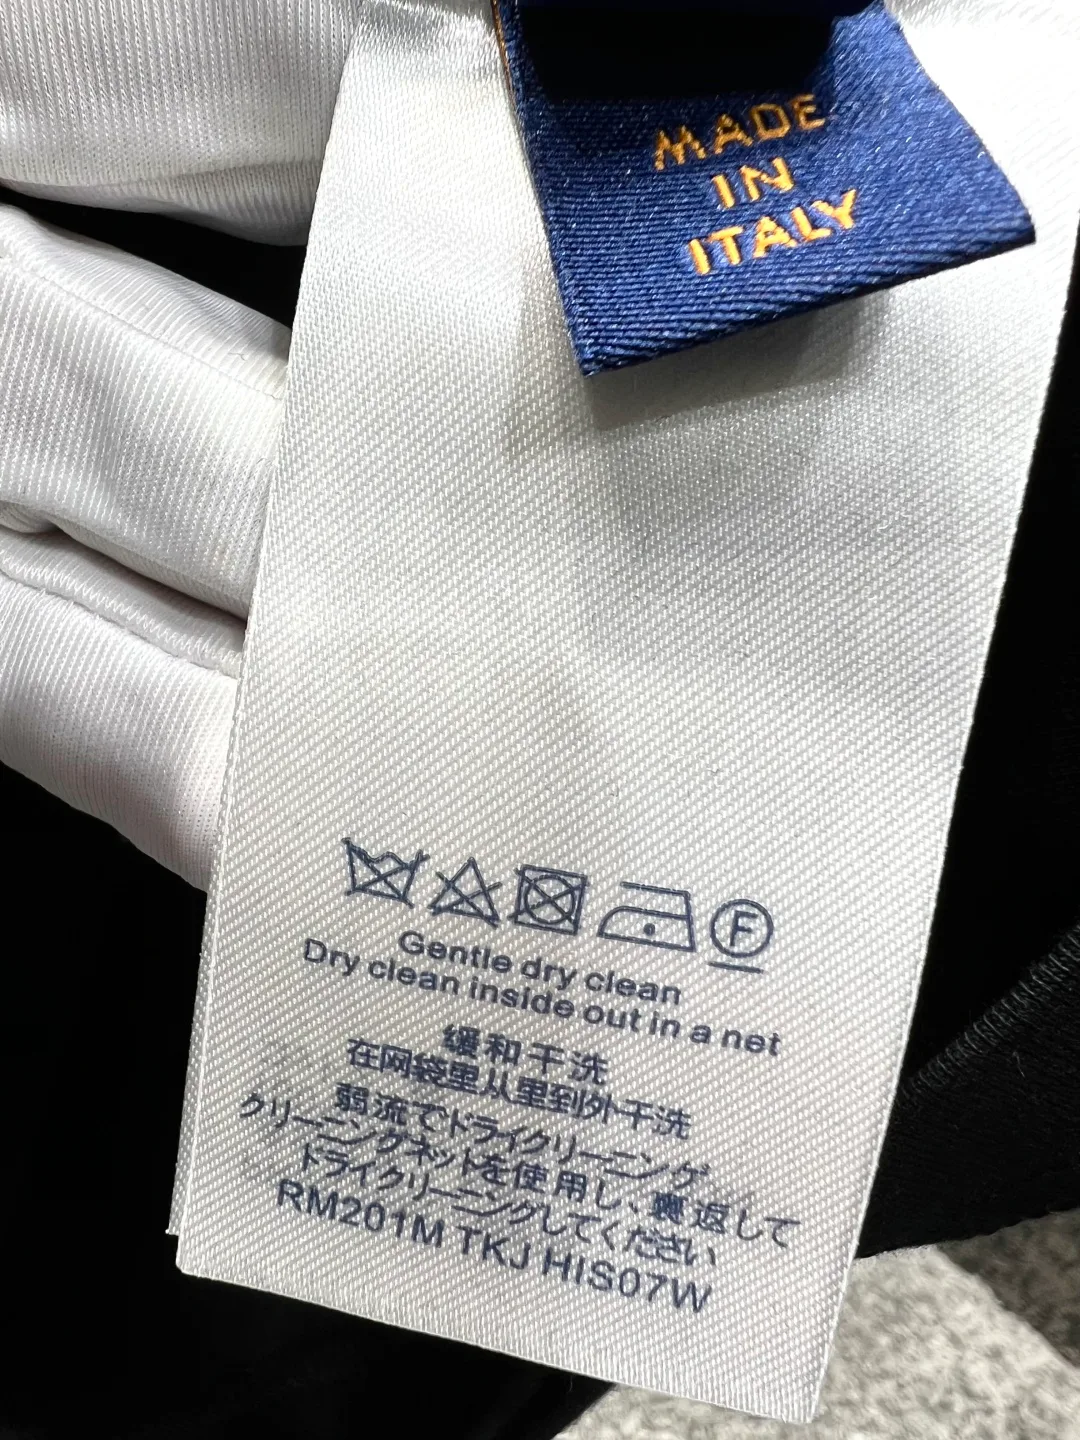 MADE
IN
ITALY
F
Gentle dry clean
Dry clean inside out in a net
缓和干洗
在网袋里从里到外干洗
弱流でドライクリーニング
クリーニングネットを使用し、裏返して
ドライクリーニングしてください
RM201M TKJ HIS07W